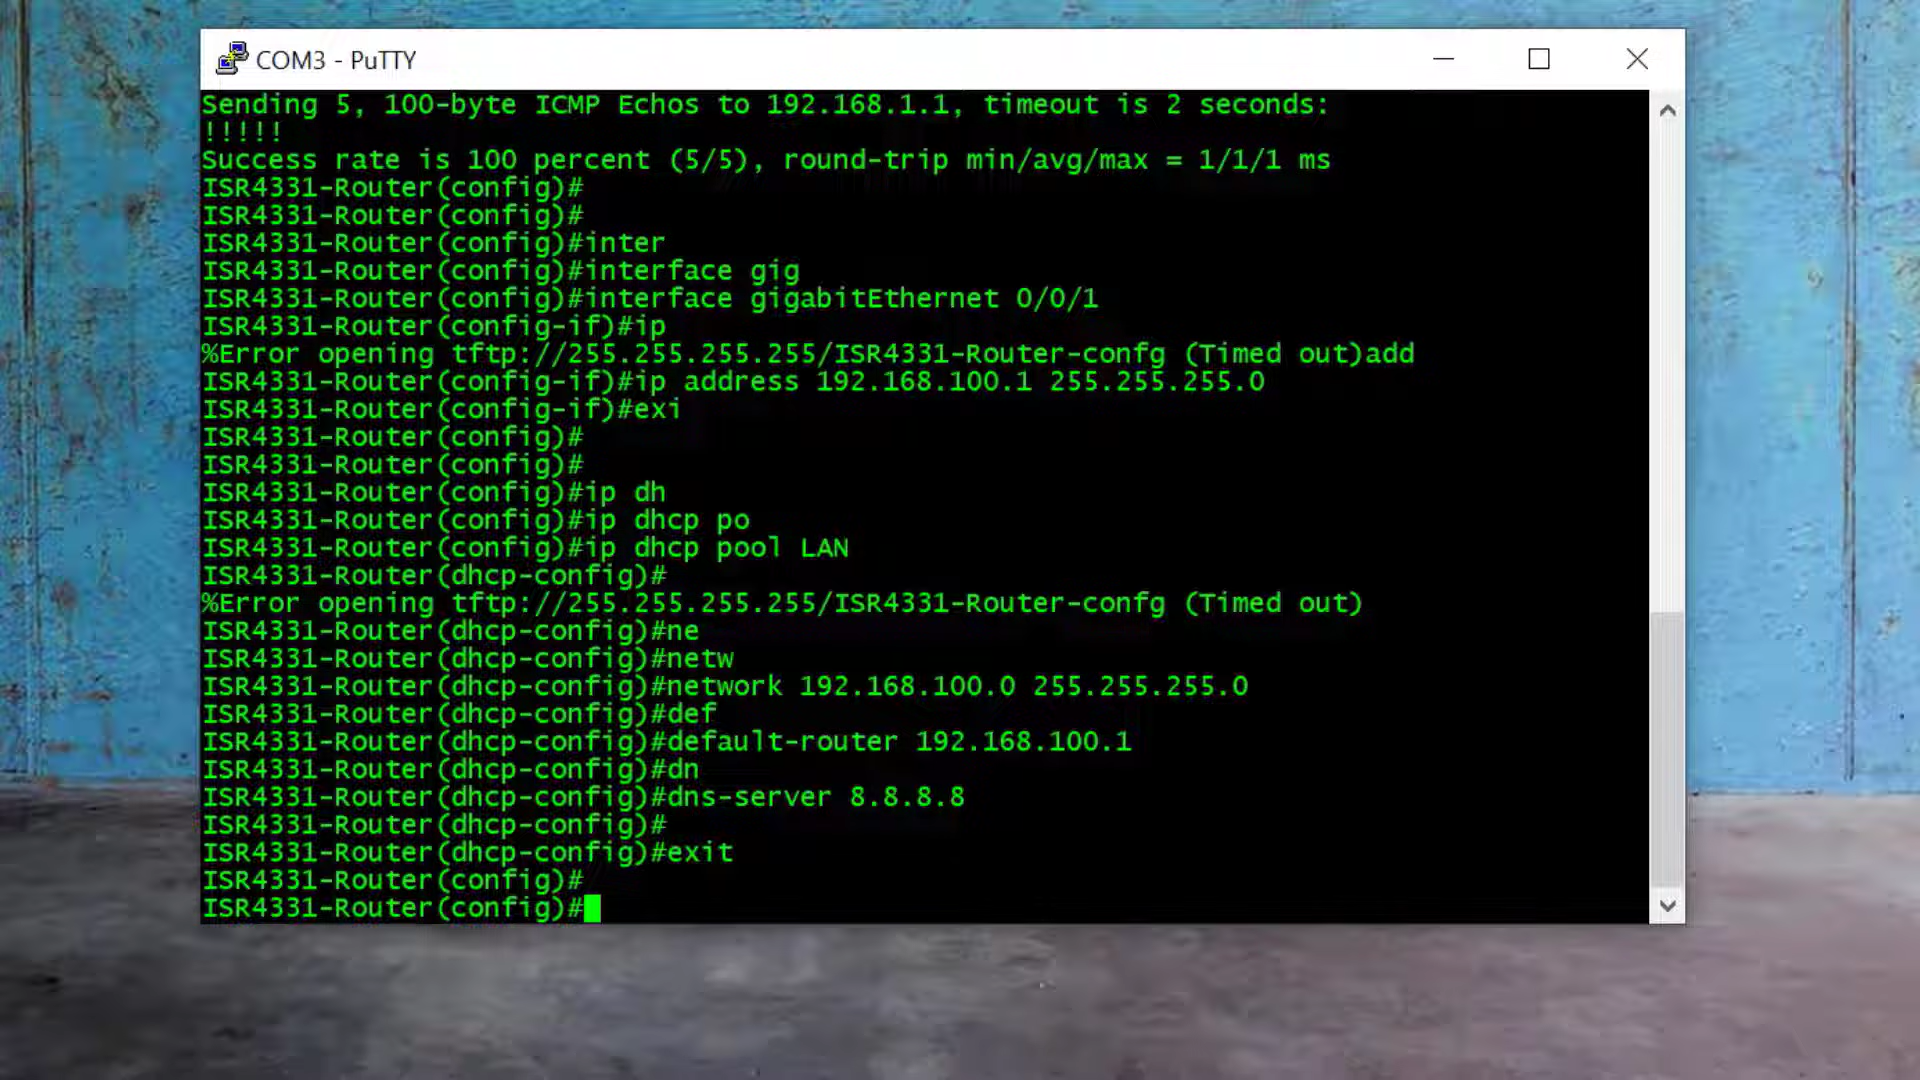 COM3 - PuTTY
Sending 5, 100-byte ICMP Echos to 192.168.1.1, timeout is 2 seconds:
!!!!!
Success rate is 100 percent (5/5), round-trip min/avg/max = 1/1/1 ms
ISR4331-Router(config)#
ISR4331-Router(config)#
ISR4331-Router(config)#inter
ISR4331-Router(config)#interface gig
ISR4331-Router(config)#interface gigabitEthernet 0/0/1
ISR4331-Router(config-if)#ip
%Error opening tftp://255.255.255.255/ISR4331-Router-confg (Timed out)add
ISR4331-Router(config-if)#ip address 192.168.100.1 255.255.255.0
ISR4331-Router(config-if)#exi
ISR4331-Router(config)#
ISR4331-Router(config)#
ISR4331-Router(config)#ip dh
ISR4331-Router(config)#ip dhcp po
ISR4331-Router(config)#ip dhcp pool LAN
ISR4331-Router(dhcp-config)#
%Error opening tftp://255.255.255.255/ISR4331-Router-confg (Timed out)
ISR4331-Router(dhcp-config)#ne
ISR4331-Router(dhcp-config)#netw
ISR4331-Router(dhcp-config)#network 192.168.100.0 255.255.255.0
ISR4331-Router(dhcp-config)#def
ISR4331-Router(dhcp-config)#default-router 192.168.100.1
ISR4331-Router(dhcp-config)#dn
ISR4331-Router(dhcp-config)#dns-server 8.8.8.8
ISR4331-Router(dhcp-config)#
ISR4331-Router(dhcp-config)#exit
ISR4331-Router(config)#
ISR4331-Router(config)#